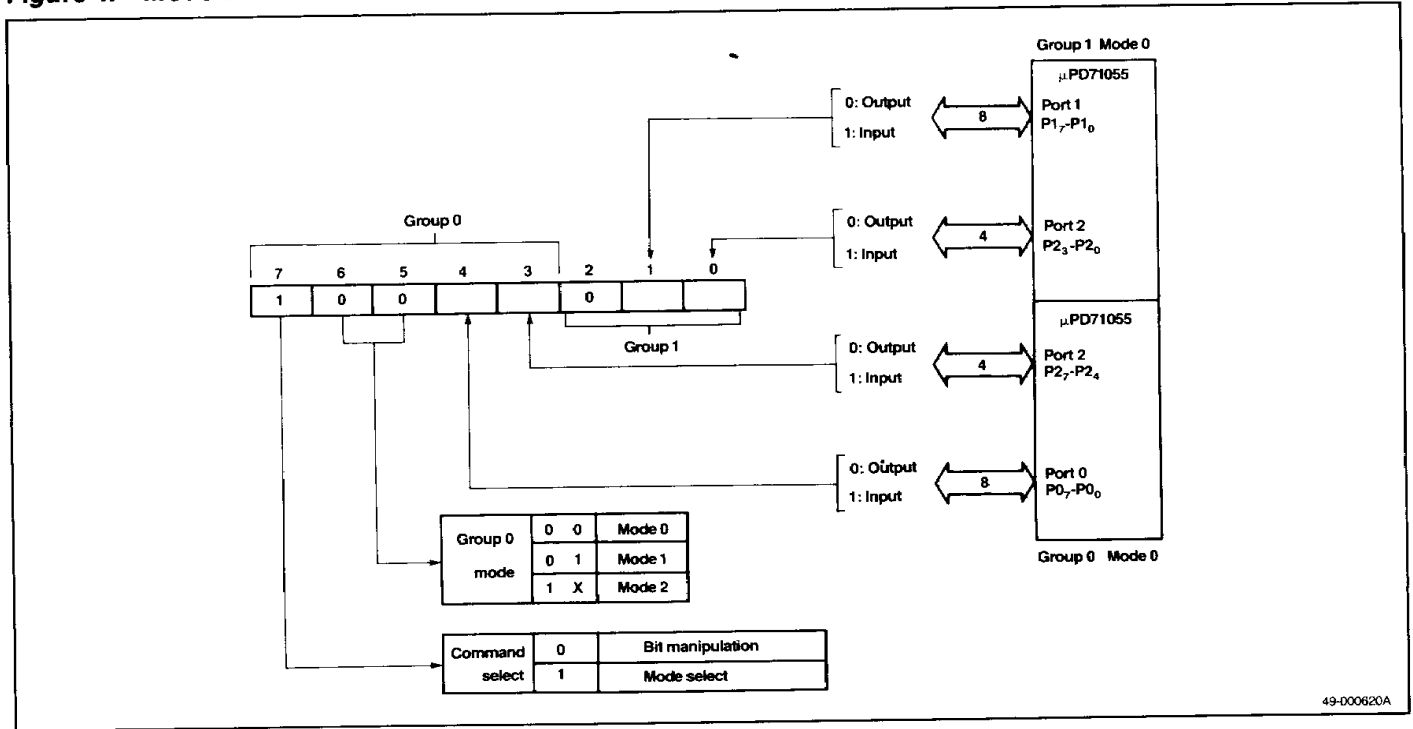 Group 1 Mode 0
μPD71055
0: Output
1: Input
8
Port 1
P1₇-P1₀
0: Output
1: Input
4
Port 2
P2₃-P2₀
Group 0
7 6 5 4 3 2 1 0
1 0 0 0
Group 1
μPD71055
0: Output
1: Input
4
Port 2
P2₇-P2₄
0: Output
1: Input
8
Port 0
P0₇-P0₀
Group 0 Mode 0
Group 0
mode
0 0 Mode 0
0 1 Mode 1
1 X Mode 2
Command
select
0 Bit manipulation
1 Mode select
49-000620A